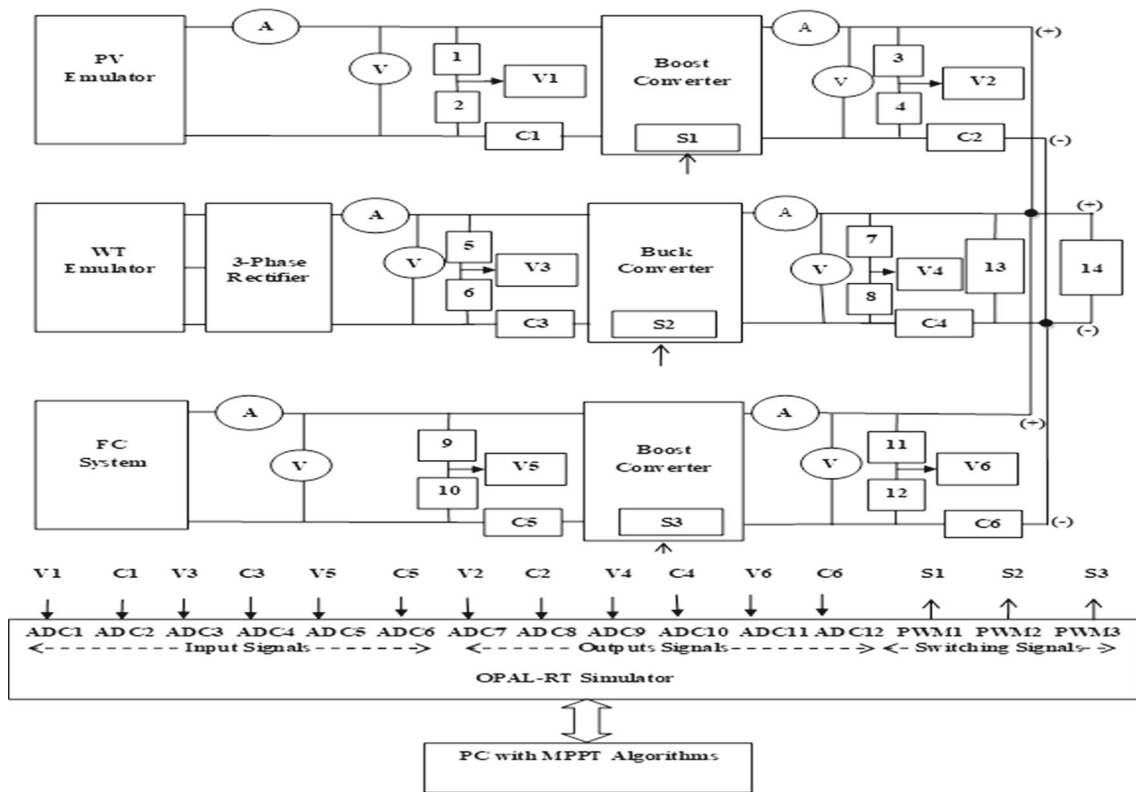 PV
Emulator
A
V
1
2
V1
C1
Boost
Converter
S1
A
V
3
4
V2
C2
(+)
(-)
WT
Emulator
3-Phase
Rectifier
A
V
5
6
V3
C3
Buck
Converter
S2
A
V
7
8
V4
C4
13
14
(+)
(-)
FC
System
A
V
9
10
V5
C5
Boost
Converter
S3
A
V
11
12
V6
C6
(+)
(-)
V1 C1 V3 C3 V5 C5 V2 C2 V4 C4 V6 C6 S1 S2 S3
ADC1 ADC2 ADC3 ADC4 ADC5 ADC6 ADC7 ADC8 ADC9 ADC10 ADC11 ADC12 PWM1 PWM2 PWM3
Input Signals Outputs Signals Switching Signals
OPAL-RT Simulator
PC with MPPT Algorithms